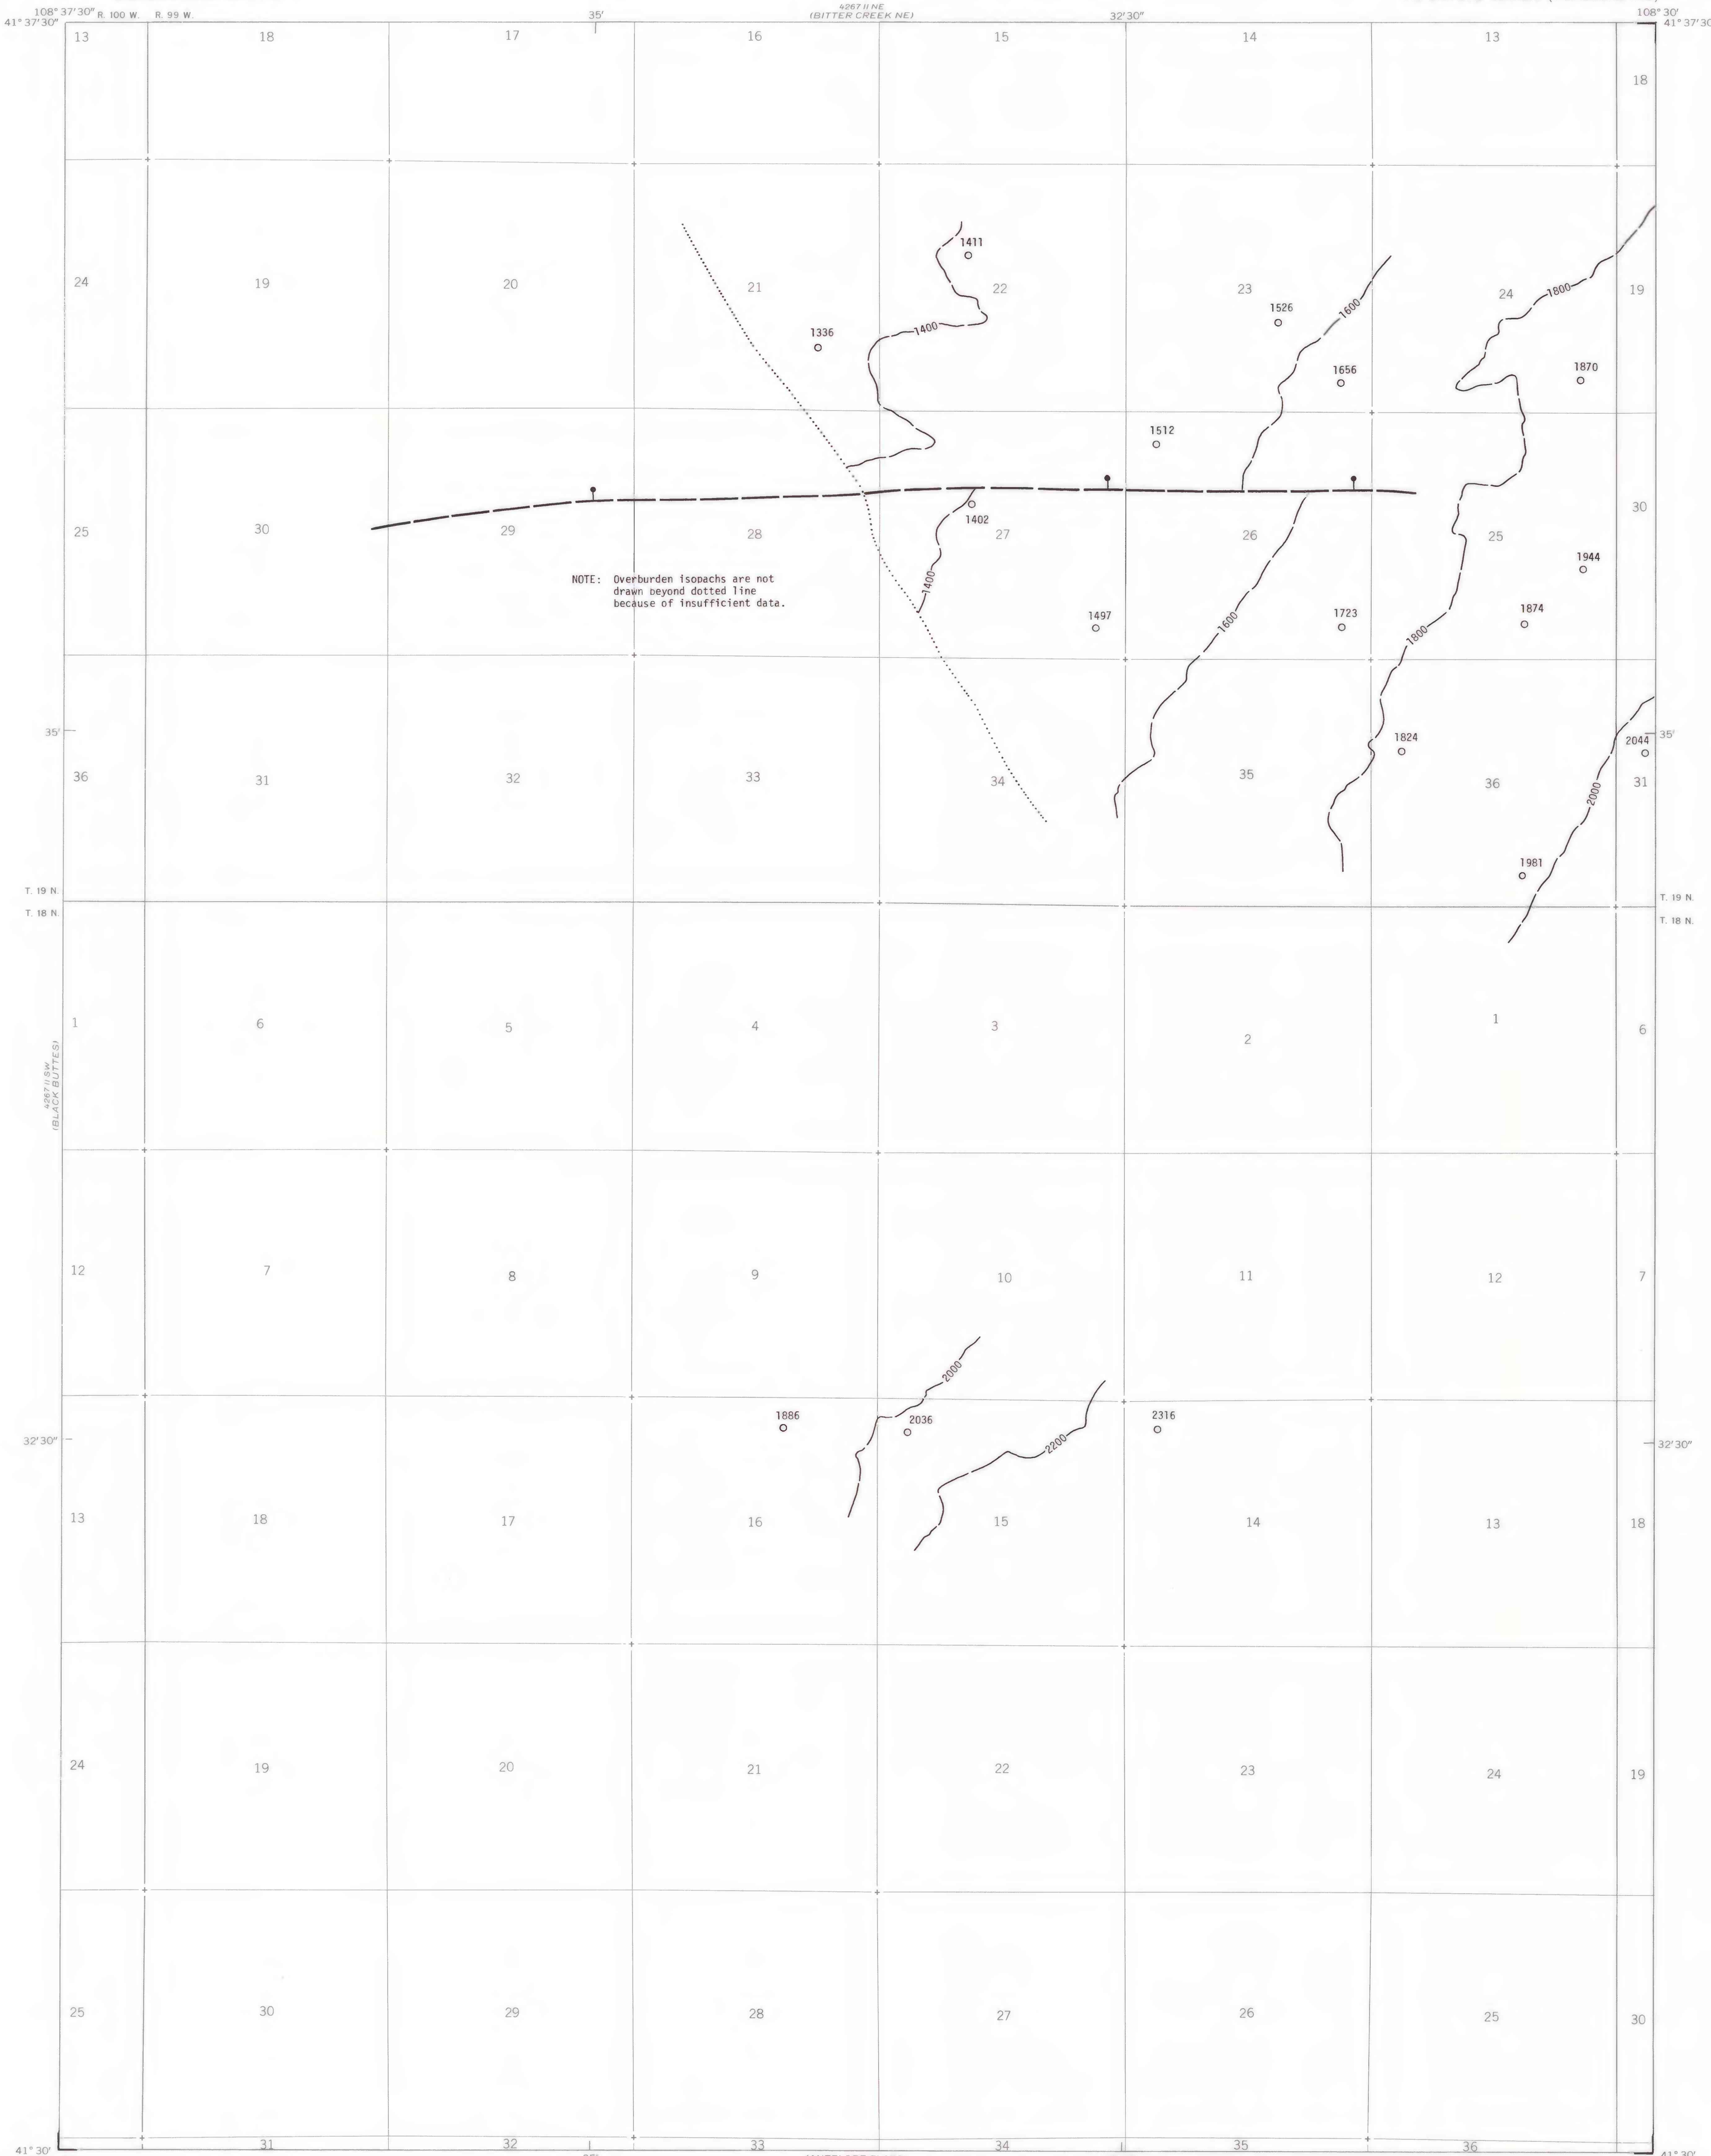 4267 II NE
(BITTER CREEK NE)
108° 37' 30" R. 100 W. R. 99 W. 35' 32'30" 108° 30'
41° 37' 30" 41° 37' 30"
13 18 17 16 15 14 13
18
1411
24 19 20 21 22 23 24 1800 19
1526
1600
1336 1400
1656 1870
1512
1402
25 30 29 28 27 26 25 30
1944
NOTE: Overburden isopachs are not
drawn beyond dotted line
because of insufficient data.
1400
1497 1600 1723 1874
1800
35' 35'
1824 2044
36 31 32 33 34 35 36 31
2000
1981
T. 19 N. T. 19 N.
T. 18 N. T. 18 N.
1 6 5 4 3 2 1 6
4267 II SW
(BLACK BUTTES)
12 7 8 9 10 11 12 7
2000
1886 2036 2316
32'30" 2200 32'30"
13 18 17 16 15 14 13 18
24 19 20 21 22 23 24 19
25 30 29 28 27 26 25 30
31 32 33 34 35 36
41° 30' 41° 30'